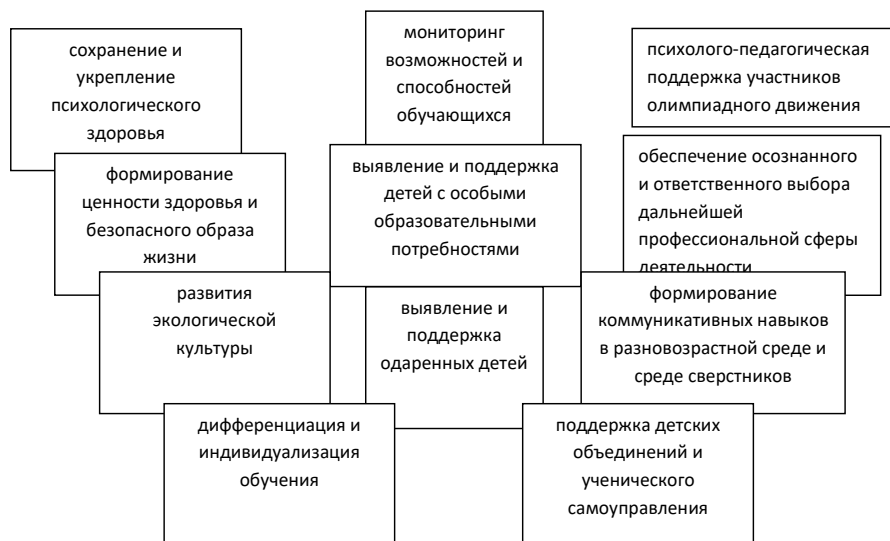 сохранение и
укрепление
психологического
здоровья
мониторинг
возможностей и
способностей
обучающихся
психолого-педагогическая
поддержка участников
олимпиадного движения
формирование
ценности здоровья и
безопасного образа
жизни
выявление и поддержка
детей с особыми
образовательными
потребностями
обеспечение осознанного
и ответственного выбора
дальнейшей
профессиональной сферы
деятельности
развития
экологической
культуры
выявление и
поддержка
одаренных детей
формирование
коммуникативных навыков
в разновозрастной среде и
среде сверстников
дифференциация и
индивидуализация
обучения
поддержка детских
объединений и
ученического
самоуправления